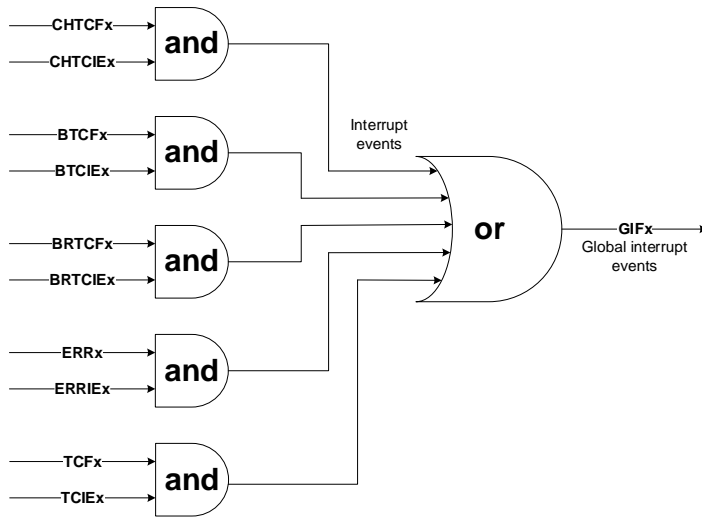 CHTCFx
CHTCIEx
and
BTCFx
BTCIEx
and
BRTCFx
BRTCIEx
and
ERRx
ERRIEx
and
TCFx
TCIEx
and
Interrupt
events
or
GIFx
Global interrupt
events